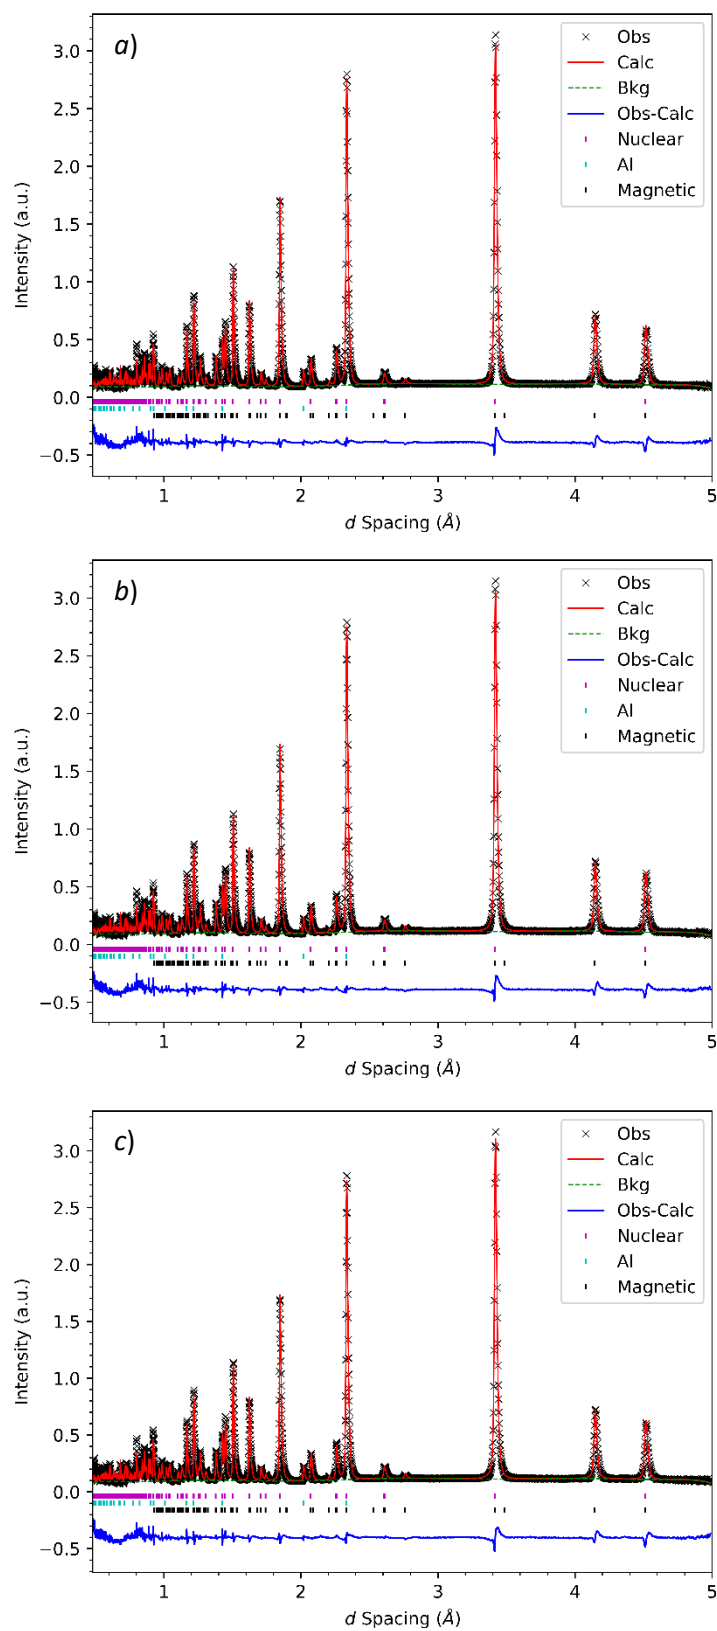 a)
Obs
Calc
Bkg
Obs-Calc
Nuclear
Al
Magnetic
Intensity (a.u.)
3.0
2.5
2.0
1.5
1.0
0.5
0.0
−0.5
1 2 3 4 5
d Spacing (Å)
b)
Obs
Calc
Bkg
Obs-Calc
Nuclear
Al
Magnetic
Intensity (a.u.)
3.0
2.5
2.0
1.5
1.0
0.5
0.0
−0.5
1 2 3 4 5
d Spacing (Å)
c)
Obs
Calc
Bkg
Obs-Calc
Nuclear
Al
Magnetic
Intensity (a.u.)
3.0
2.5
2.0
1.5
1.0
0.5
0.0
−0.5
1 2 3 4 5
d Spacing (Å)